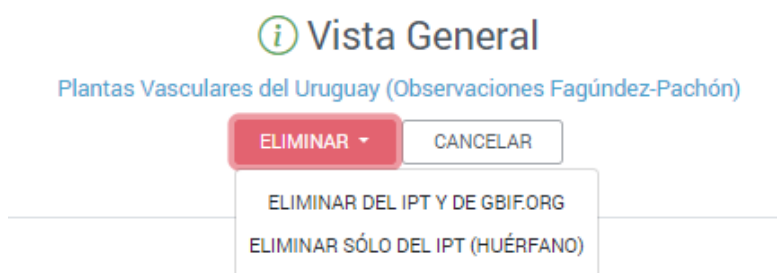 Vista General
Plantas Vasculares del Uruguay (Observaciones Fagúndez-Pachón)
ELIMINAR CANCELAR
ELIMINAR DEL IPT Y DE GBIF.ORG
ELIMINAR SÓLO DEL IPT (HUÉRFANO)